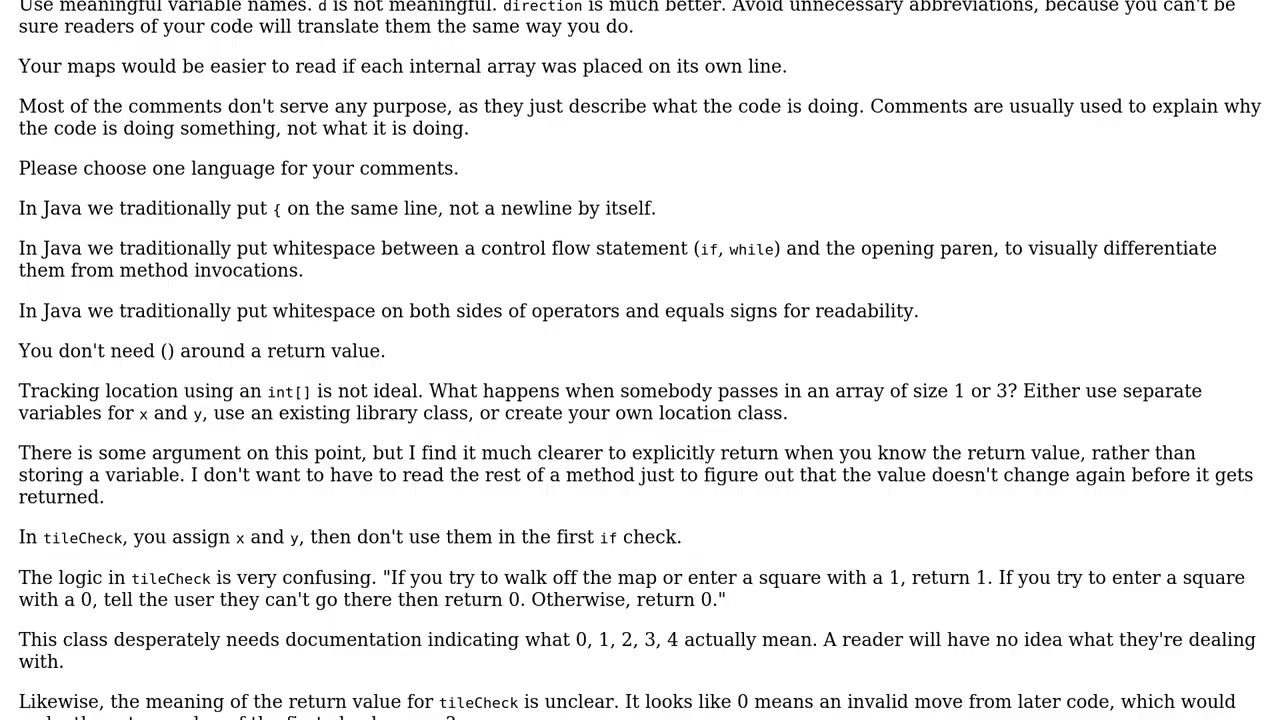 Use meaningful variable names. d is not meaningful. direction is much better. Avoid unnecessary abbreviations, because you can't be
sure readers of your code will translate them the same way you do.
Your maps would be easier to read if each internal array was placed on its own line.
Most of the comments don't serve any purpose, as they just describe what the code is doing. Comments are usually used to explain why
the code is doing something, not what it is doing.
Please choose one language for your comments.
In Java we traditionally put { on the same line, not a newline by itself.
In Java we traditionally put whitespace between a control flow statement (if, while) and the opening paren, to visually differentiate
them from method invocations.
In Java we traditionally put whitespace on both sides of operators and equals signs for readability.
You don't need () around a return value.
Tracking location using an int[] is not ideal. What happens when somebody passes in an array of size 1 or 3? Either use separate
variables for x and y, use an existing library class, or create your own location class.
There is some argument on this point, but I find it much clearer to explicitly return when you know the return value, rather than
storing a variable. I don't want to have to read the rest of a method just to figure out that the value doesn't change again before it gets
returned.
In tileCheck, you assign x and y, then don't use them in the first if check.
The logic in tileCheck is very confusing. "If you try to walk off the map or enter a square with a 1, return 1. If you try to enter a square
with a 0, tell the user they can't go there then return 0. Otherwise, return 0."
This class desperately needs documentation indicating what 0, 1, 2, 3, 4 actually mean. A reader will have no idea what they're dealing
with.
Likewise, the meaning of the return value for tileCheck is unclear. It looks like 0 means an invalid move from later code, which would